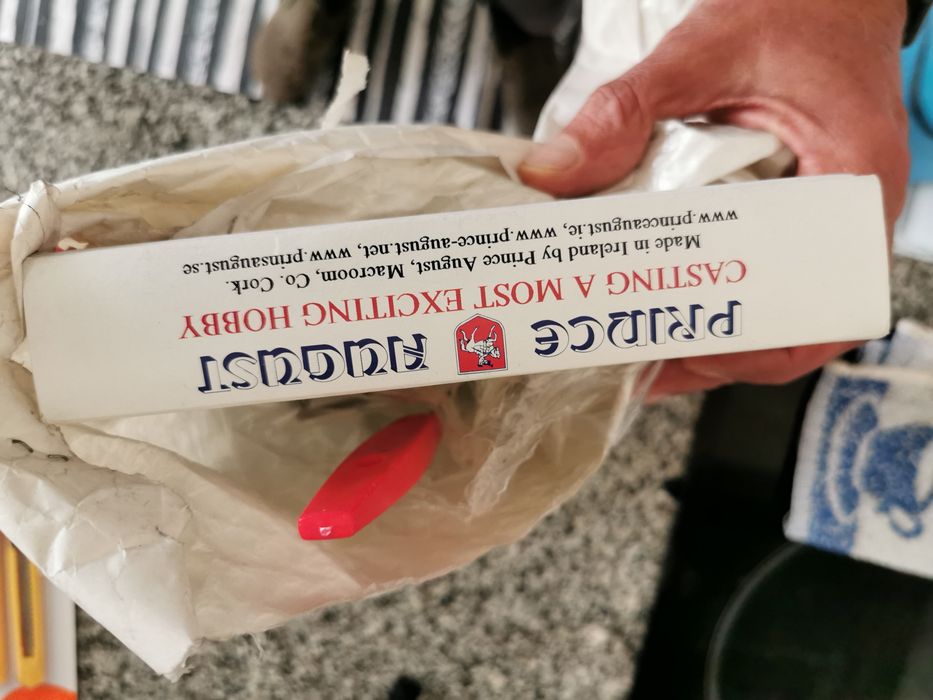 PRINCE AUGUST
CASTING A MOST EXCITING HOBBY
Made in Ireland by Prince August, Macroom, Co. Cork.
www.princeaugust.ie, www.prince-august.net, www.prinsaugust.se